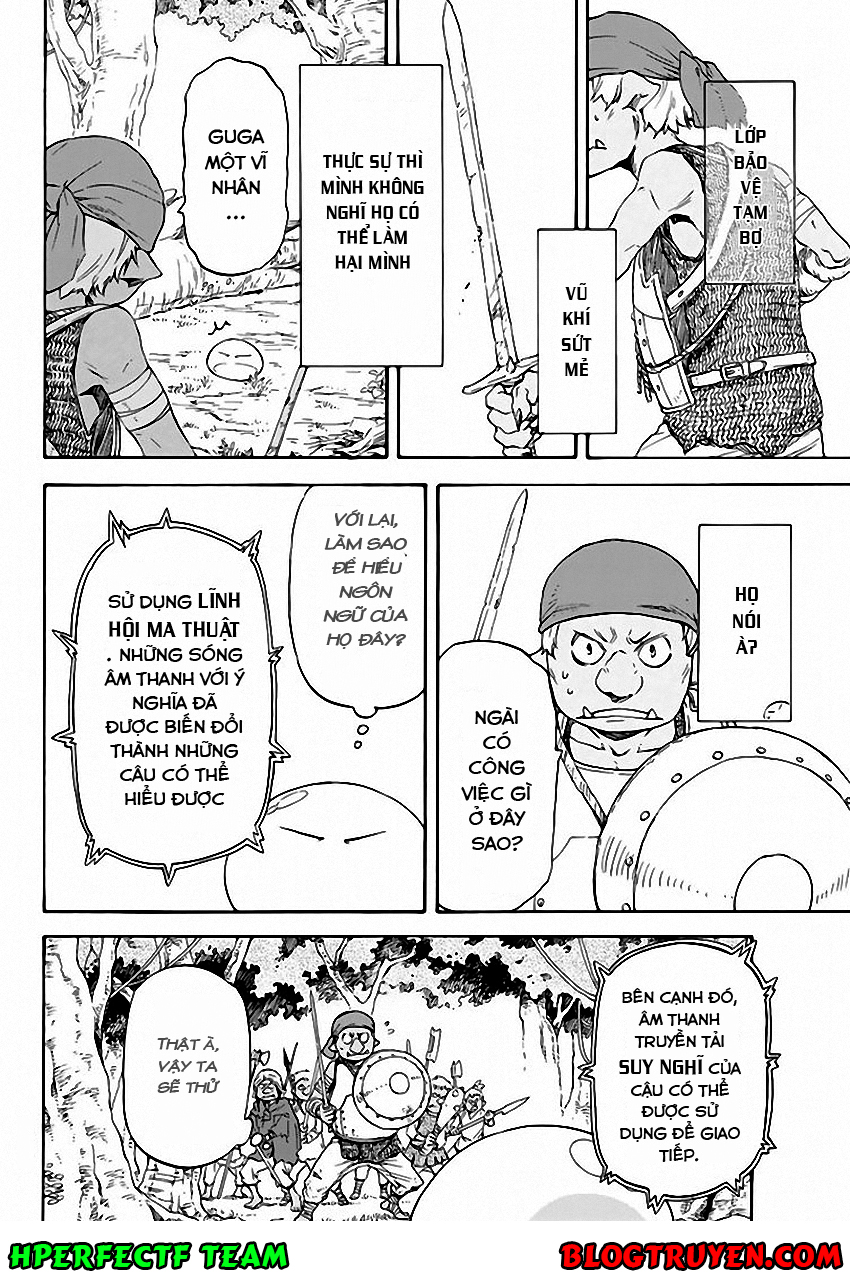 LỚP
BẢO
VỆ
TẠM
BỢ
VŨ
KHÍ
SỨT
MẺ
THỰC SỰ THÌ
MÌNH KHÔNG
NGHĨ HỌ CÓ
THỂ LÀM
HẠI MÌNH
GUGA
MỘT VĨ
NHÂN
...
HỌ
NÓI
À?
NGÀI
CÓ
CÔNG
VIỆC GÌ
Ở ĐÂY
SAO?
VỚI LẠI,
LÀM SAO
ĐỂ HIỂU
NGÔN
NGỮ CỦA
HỌ ĐÂY?
SỬ DỤNG LĨNH
HỘI MA THUẬT
. NHỮNG SÓNG
ÂM THANH VỚI Ý
NGHĨA ĐÃ
ĐƯỢC BIẾN ĐỔI
THÀNH NHỮNG
CÂU CÓ THỂ
HIỂU ĐƯỢC
BÊN CẠNH ĐÓ,
ÂM THANH
TRUYỀN TẢI
SUY NGHĨ CỦA
CẬU CÓ THỂ
ĐƯỢC SỬ
DỤNG ĐỂ GIAO
TIẾP.
THẬT À,
VẬY TA
SẼ THỬ
HPERFECTF TEAM
BLOGTRUYEN.COM